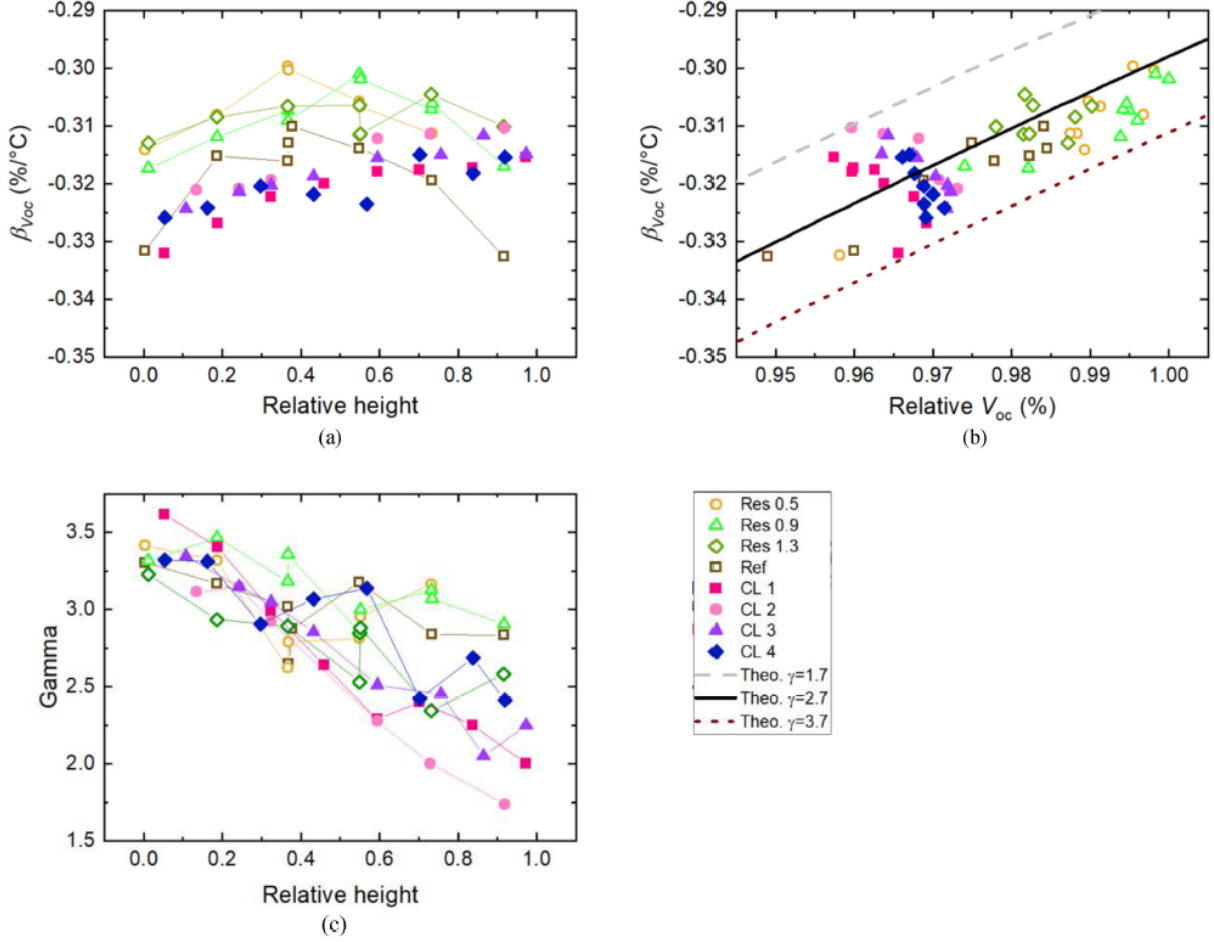 -0.29
-0.30
-0.31
-0.32
-0.33
-0.34
-0.35
βVoc (%/°C)
0.0 0.2 0.4 0.6 0.8 1.0
Relative height
(a)
-0.29
-0.30
-0.31
-0.32
-0.33
-0.34
-0.35
βVoc (%/°C)
0.95 0.96 0.97 0.98 0.99 1.00
Relative Voc (%)
(b)
3.5
3.0
2.5
2.0
1.5
Gamma
0.0 0.2 0.4 0.6 0.8 1.0
Relative height
(c)
Res 0.5
Res 0.9
Res 1.3
Ref
CL 1
CL 2
CL 3
CL 4
Theo. γ=1.7
Theo. γ=2.7
Theo. γ=3.7